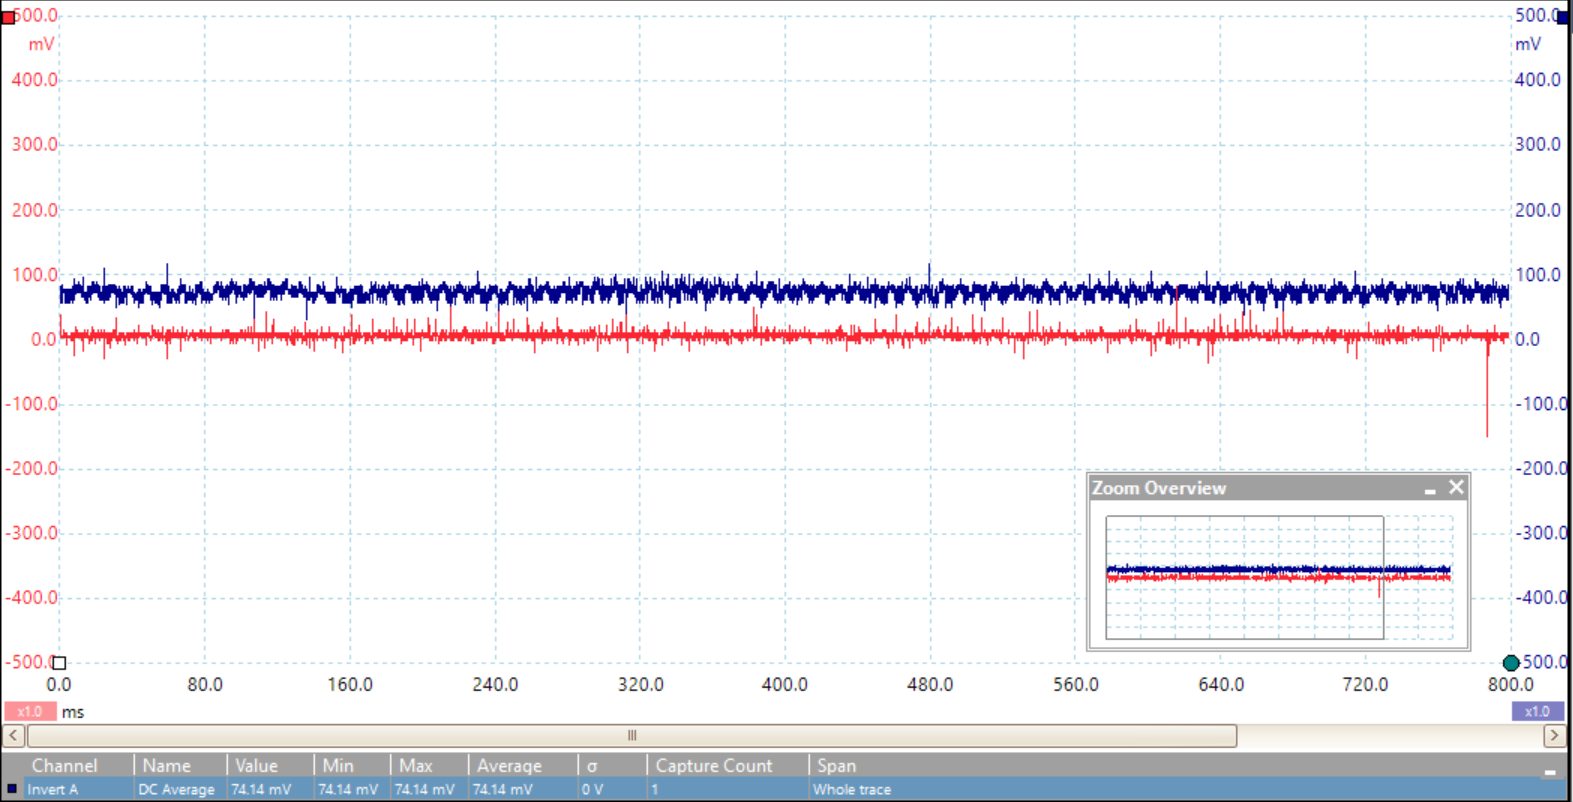 500.0 500.0
mV mV
400.0 400.0
300.0 300.0
200.0 200.0
100.0 100.0
0.0 0.0
-100.0 -100.0
-200.0 -200.0
Zoom Overview
-300.0 -300.0
-400.0 -400.0
-500.0 500.0
0.0 80.0 160.0 240.0 320.0 400.0 480.0 560.0 640.0 720.0 800.0
x1.0 ms x1.0
Channel Name Value Min Max Average σ Capture Count Span
Invert A DC Average 74.14 mV 74.14 mV 74.14 mV 74.14 mV 0 V 1 Whole trace